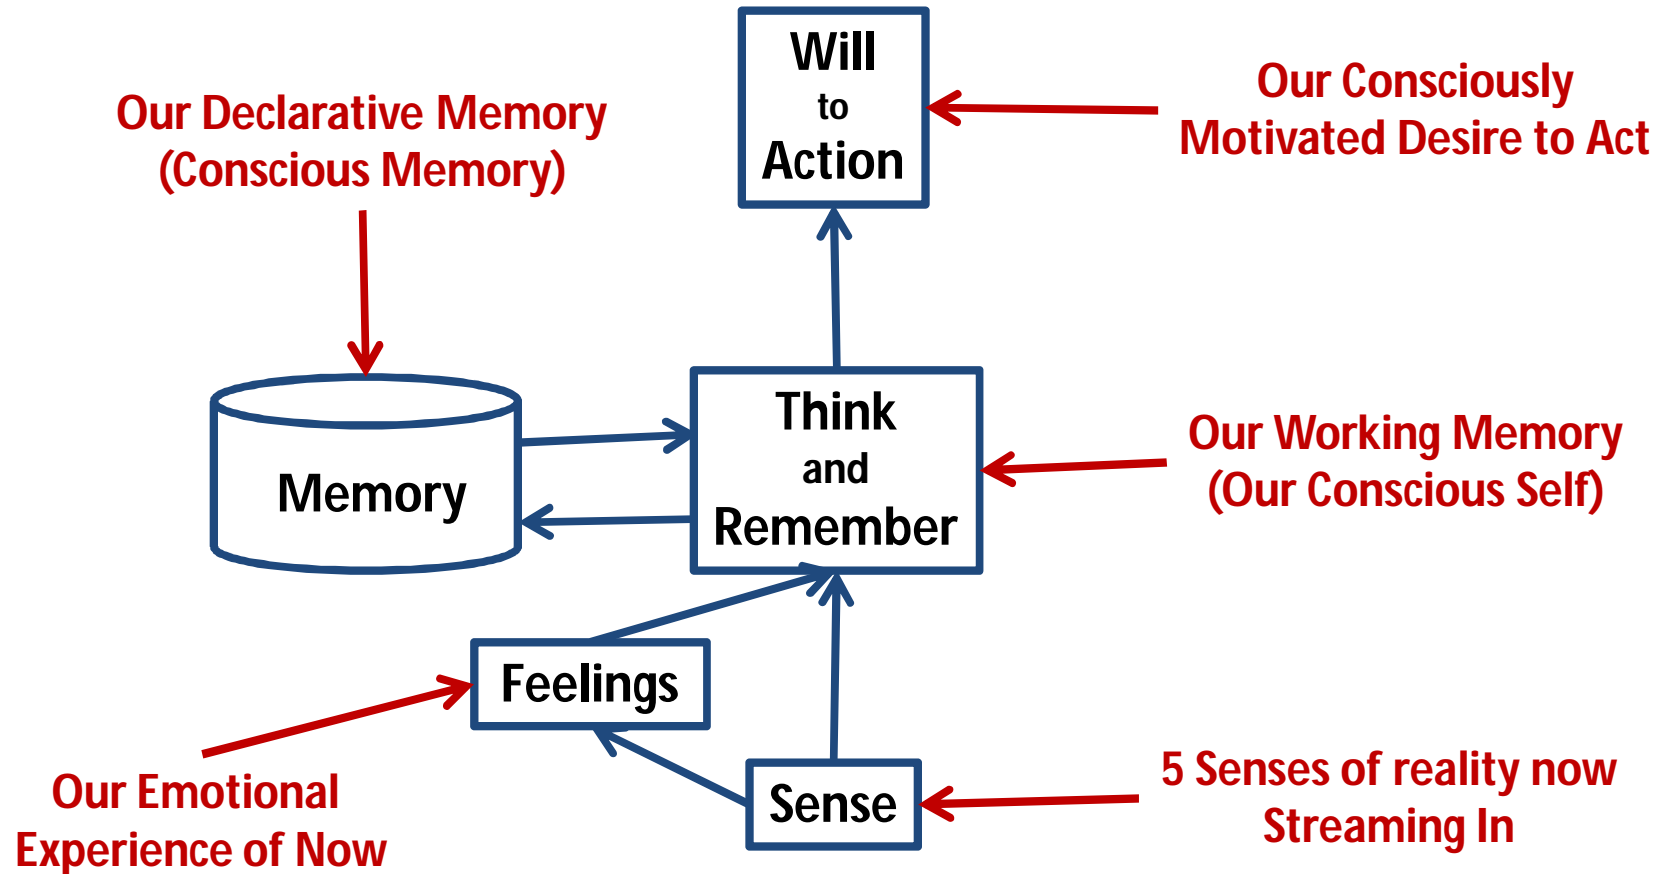 Will
to
Action
Our Consciously
Motivated Desire to Act
Our Declarative Memory
(Conscious Memory)
Memory
Think
and
Remember
Our Working Memory
(Our Conscious Self)
Feelings
Our Emotional
Experience of Now
Sense
5 Senses of reality now
Streaming In